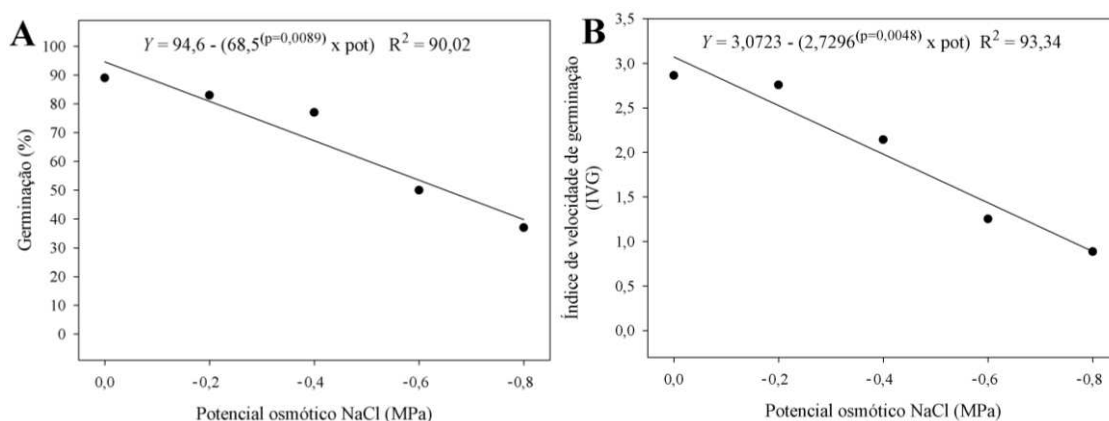 A
Y = 94,6 - (68,5(p=0,0089) x pot) R2 = 90,02
Germinação (%)
100
90
80
70
60
50
40
30
20
10
0
0,0 -0,2 -0,4 -0,6 -0,8
Potencial osmótico NaCl (MPa)
B
Y = 3,0723 - (2,7296(p=0,0048) x pot) R2 = 93,34
Índice de velocidade de germinação
(IVG)
3,5
3,0
2,5
2,0
1,5
1,0
0,5
0,0
0,0 -0,2 -0,4 -0,6 -0,8
Potencial osmótico NaCl (MPa)